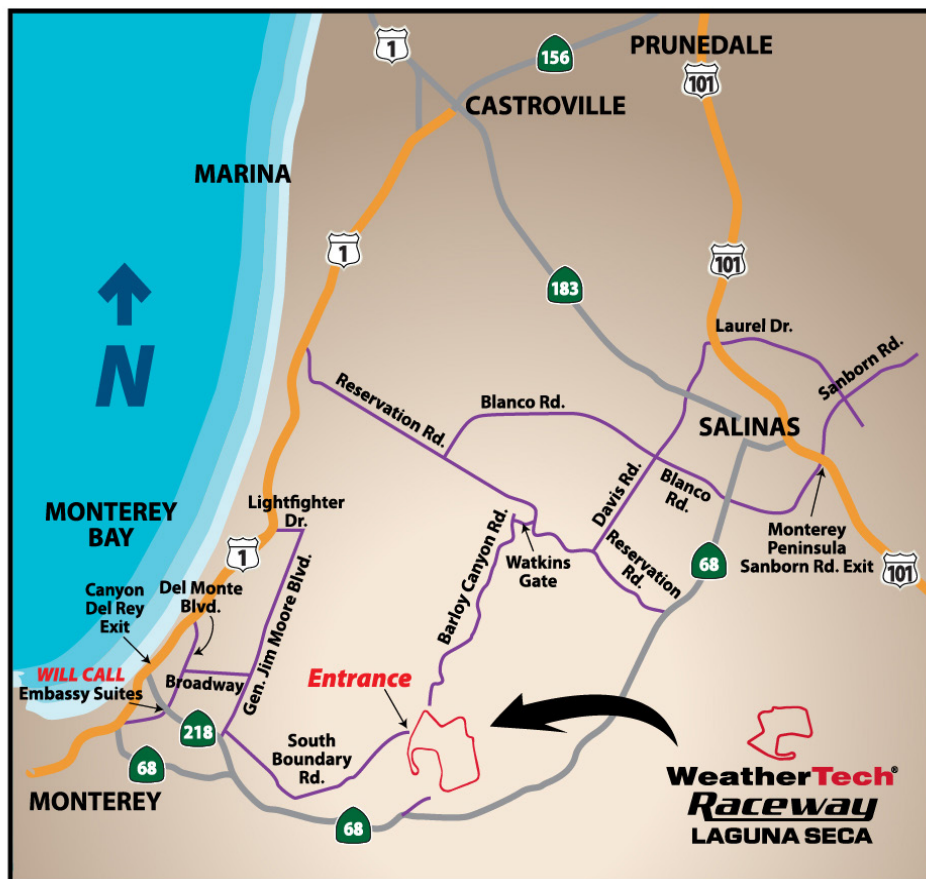 1
156
PRUNEDALE
101
CASTROVILLE
MARINA
1
101
183
N
Laurel Dr.
Sanborn Rd.
Reservation Rd.
Blanco Rd.
SALINAS
Davis Rd.
Blanco
Rd.
Lightfighter
Dr.
MONTEREY
BAY
1
Barloy Canyon Rd.
Watkins
Gate
Reservation
Rd.
68
Monterey
Peninsula
Sanborn Rd. Exit
101
Canyon
Del Rey
Exit
Del Monte
Blvd.
Gen. Jim Moore Blvd.
WILL CALL
Embassy Suites
Broadway
Entrance
218
South
Boundary
Rd.
68
MONTEREY
68
WeatherTech®
Raceway
LAGUNA SECA